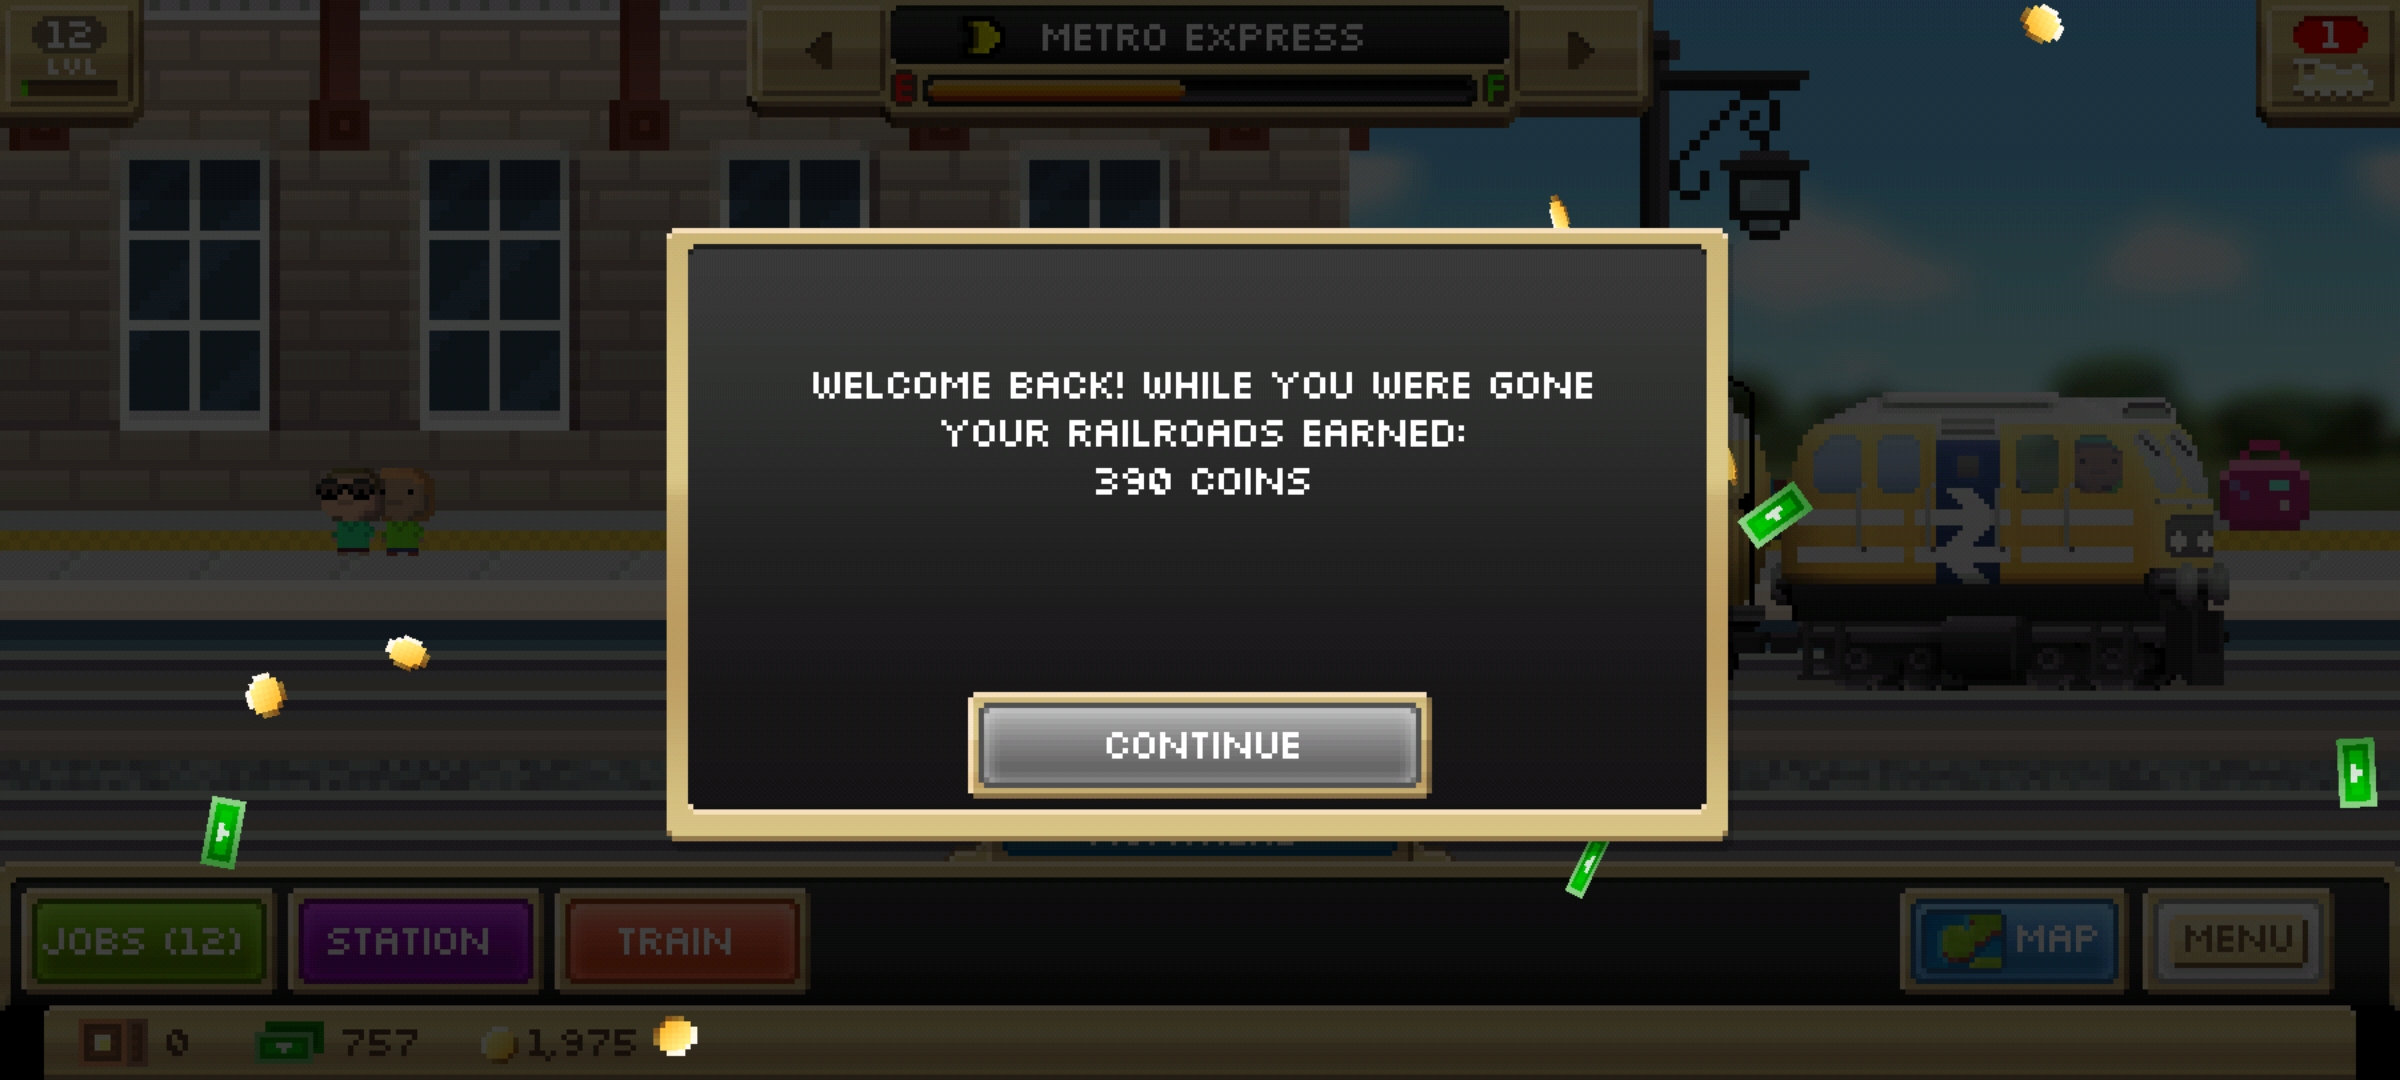 12
LVL
METRO EXPRESS
E F
1
WELCOME BACK! WHILE YOU WERE GONE
YOUR RAILROADS EARNED:
390 COINS
CONTINUE
JOBS (12) STATION TRAIN MAP MENU
0 757 1,975